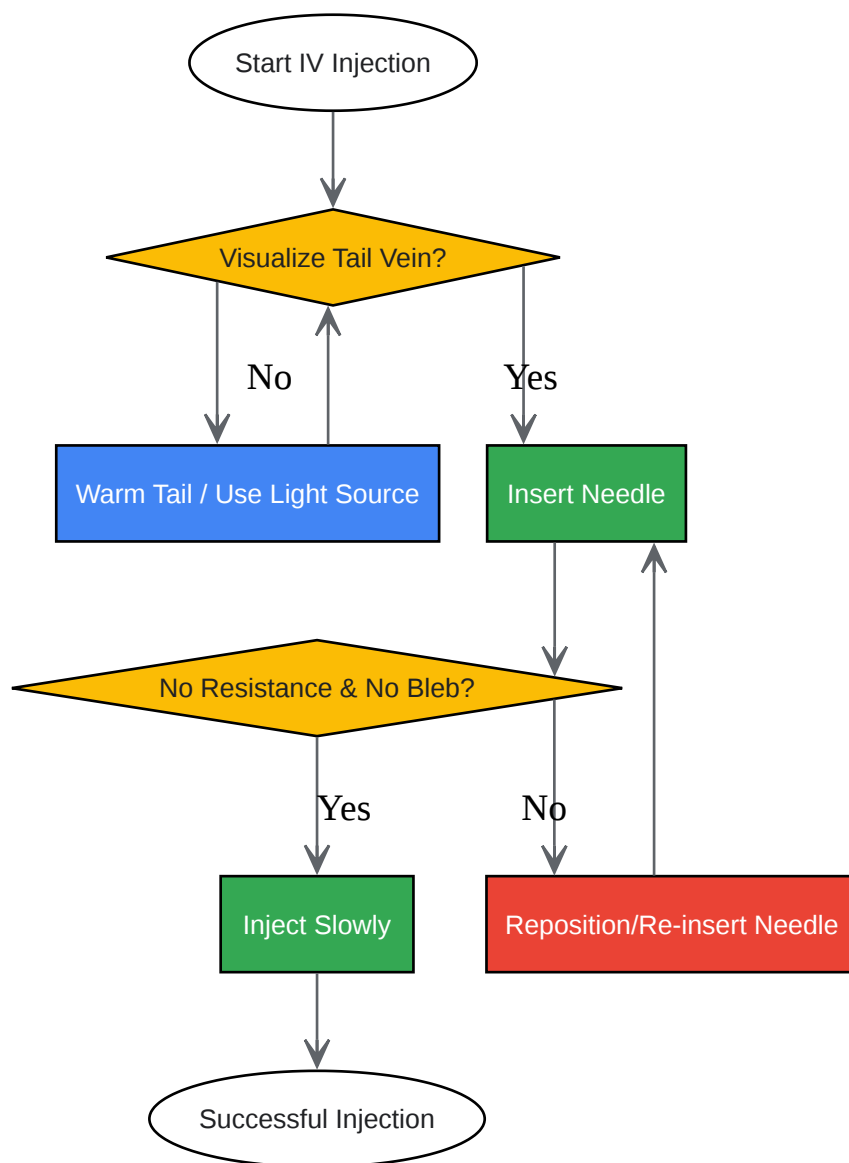 Start IV Injection
Visualize Tail Vein?
No
Yes
Warm Tail / Use Light Source
Insert Needle
No Resistance & No Bleb?
Yes
No
Inject Slowly
Reposition/Re-insert Needle
Successful Injection